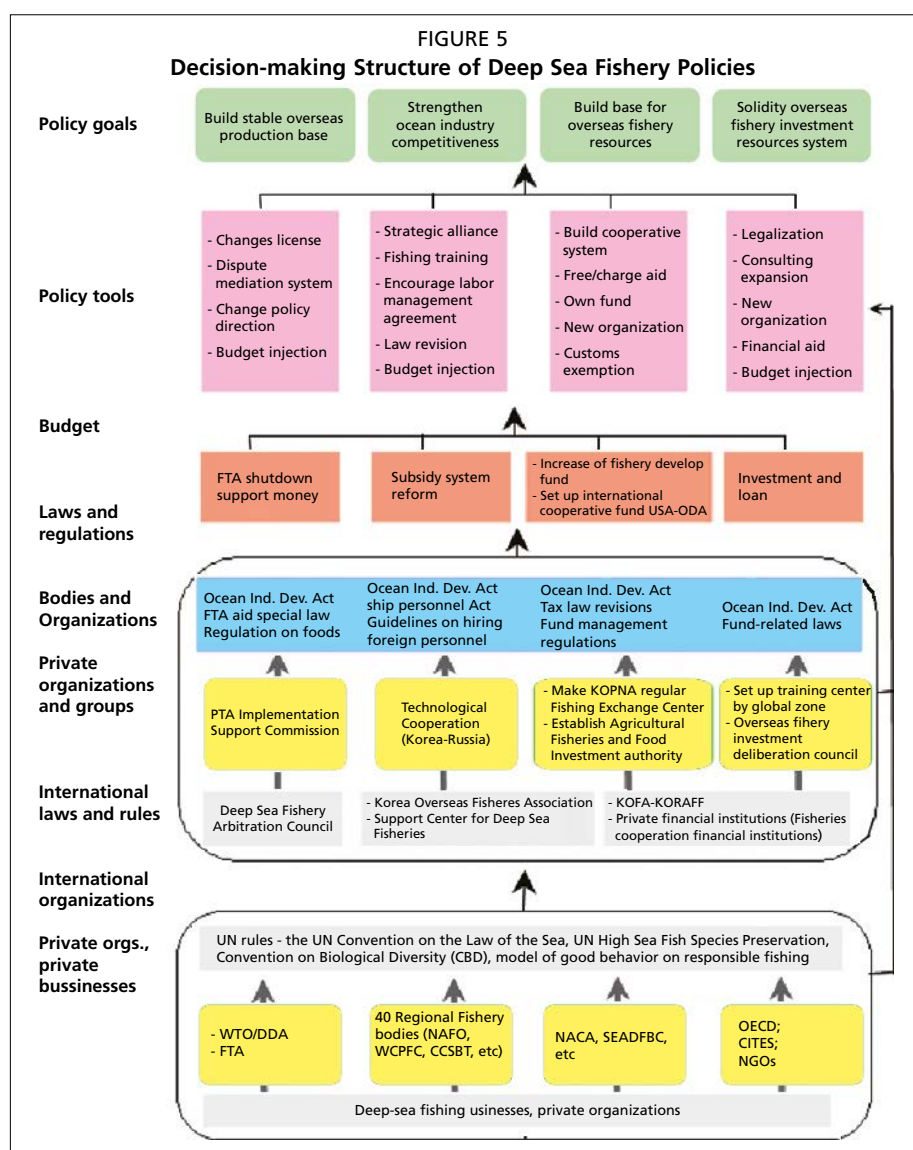 FIGURE 5
Decision-making Structure of Deep Sea Fishery Policies
Policy goals
Build stable overseas
production base
Strengthen
ocean industry
competitiveness
Build base for
overseas fishery
resources
Solidity overseas
fishery investment
resources system
Policy tools
- Changes license
- Dispute
mediation system
- Change policy
direction
- Budget injection
- Strategic alliance
- Fishing training
- Encourage labor
management
agreement
- Law revision
- Budget injection
- Build cooperative
system
- Free/charge aid
- Own fund
- New organization
- Customs
exemption
- Legalization
- Consulting
expansion
- New
organization
- Financial aid
- Budget injection
Budget
FTA shutdown
support money
Subsidy system
reform
- Increase of fishery develop
fund
- Set up international
cooperative fund USA-ODA
Investment and
loan
Laws and
regulations
Bodies and
Organizations
Ocean Ind. Dev. Act
FTA aid special law
Regulation on foods
Ocean Ind. Dev. Act
ship personnel Act
Guidelines on hiring
foreign personnel
Ocean Ind. Dev. Act
Tax law revisions
Fund management
regulations
Ocean Ind. Dev. Act
Fund-related laws
Private
organizations
and groups
PTA Implementation
Support Commission
Technological
Cooperation
(Korea-Russia)
- Make KOPNA regular
Fishing Exchange Center
- Establish Agricultural
Fisheries and Food
Investment authority
- Set up training center
by global zone
- Overseas fihery
investment
deliberation council
International
laws and rules
Deep Sea Fishery
Arbitration Council
- Korea Overseas Fisheres Association
- Support Center for Deep Sea
Fisheries
- KOFA-KORAFF
- Private financial institutions (Fisheries
cooperation financial institutions)
International
organizations
Private orgs.,
private
bussinesses
UN rules - the UN Convention on the Law of the Sea, UN High Sea Fish Species Preservation,
Convention on Biological Diversity (CBD), model of good behavior on responsible fishing
- WTO/DDA
- FTA
40 Regional Fishery
bodies (NAFO,
WCPFC, CCSBT, etc)
NACA, SEADFBC,
etc
OECD;
CITES;
NGOs
Deep-sea fishing usinesses, private organizations